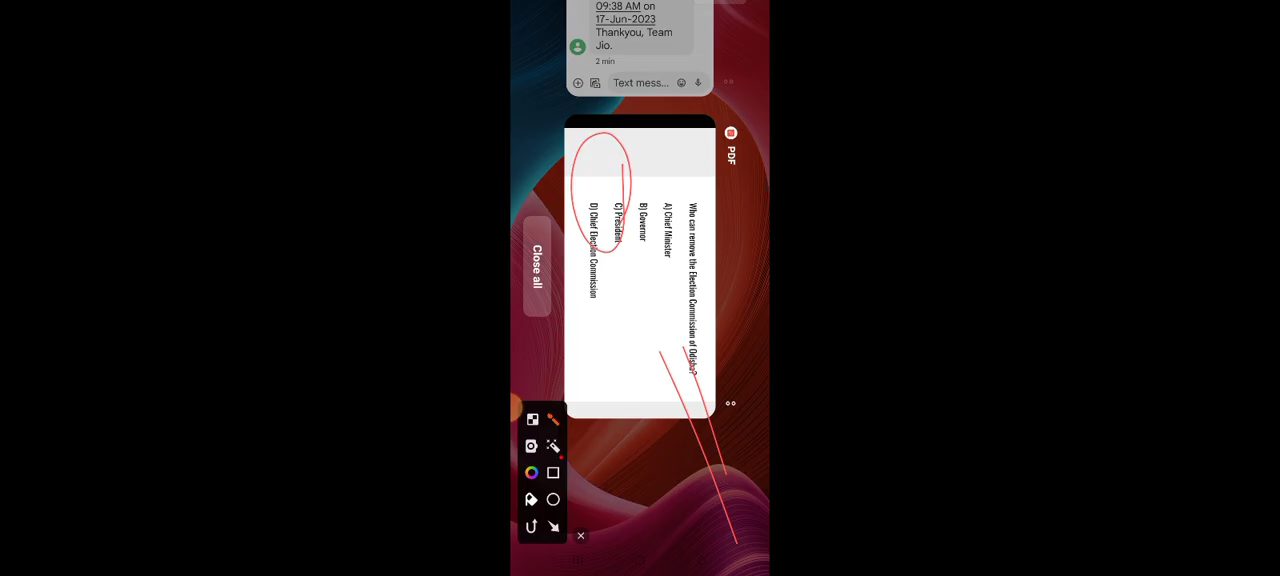 09:38 AM on
17-Jun-2023
Thankyou, Team
Jio.
2 min
Text mess...
PDF
Who can remove the Election Commission of Odisha?
A) Chief Minister
B) Governor
C) President
D) Chief Election Commission
Close all